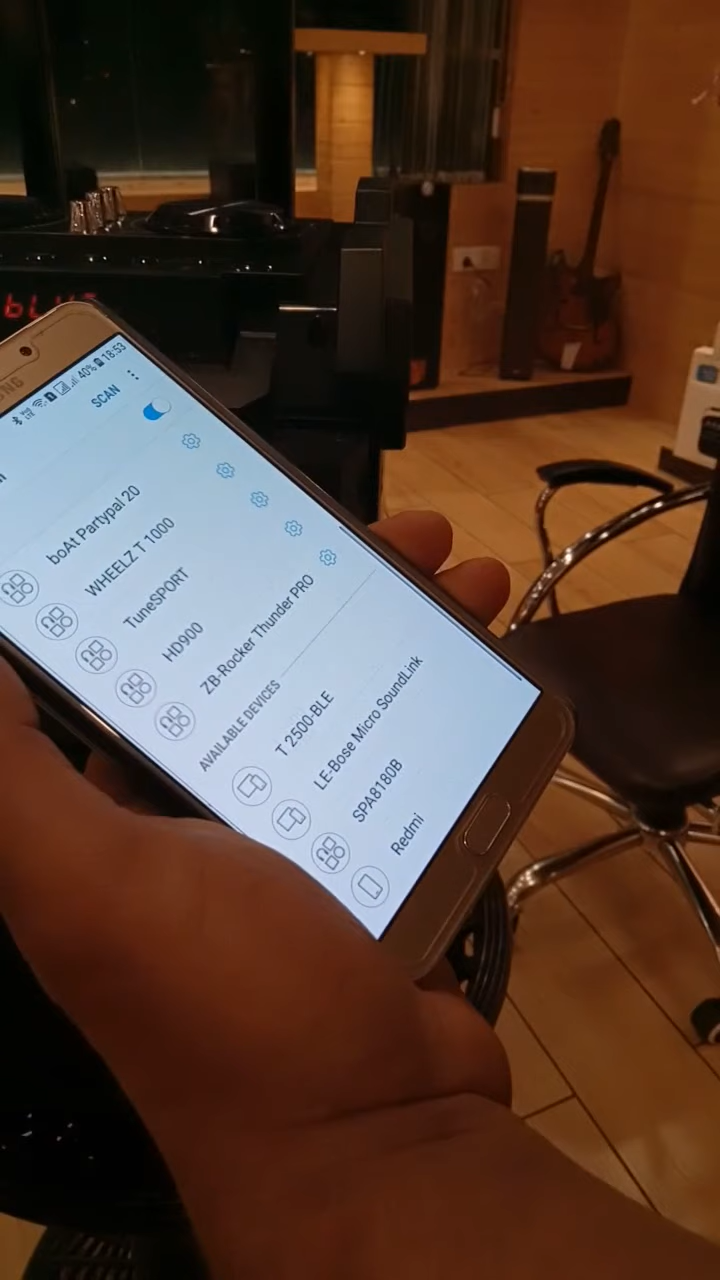 40% 18:53
SCAN
boAt Partypal 20
WHEELZ T 1000
TuneSPORT
HD900
ZB-Rocker Thunder PRO
AVAILABLE DEVICES
T 2500-BLE
LE-Bose Micro SoundLink
SPA8180B
Redmi